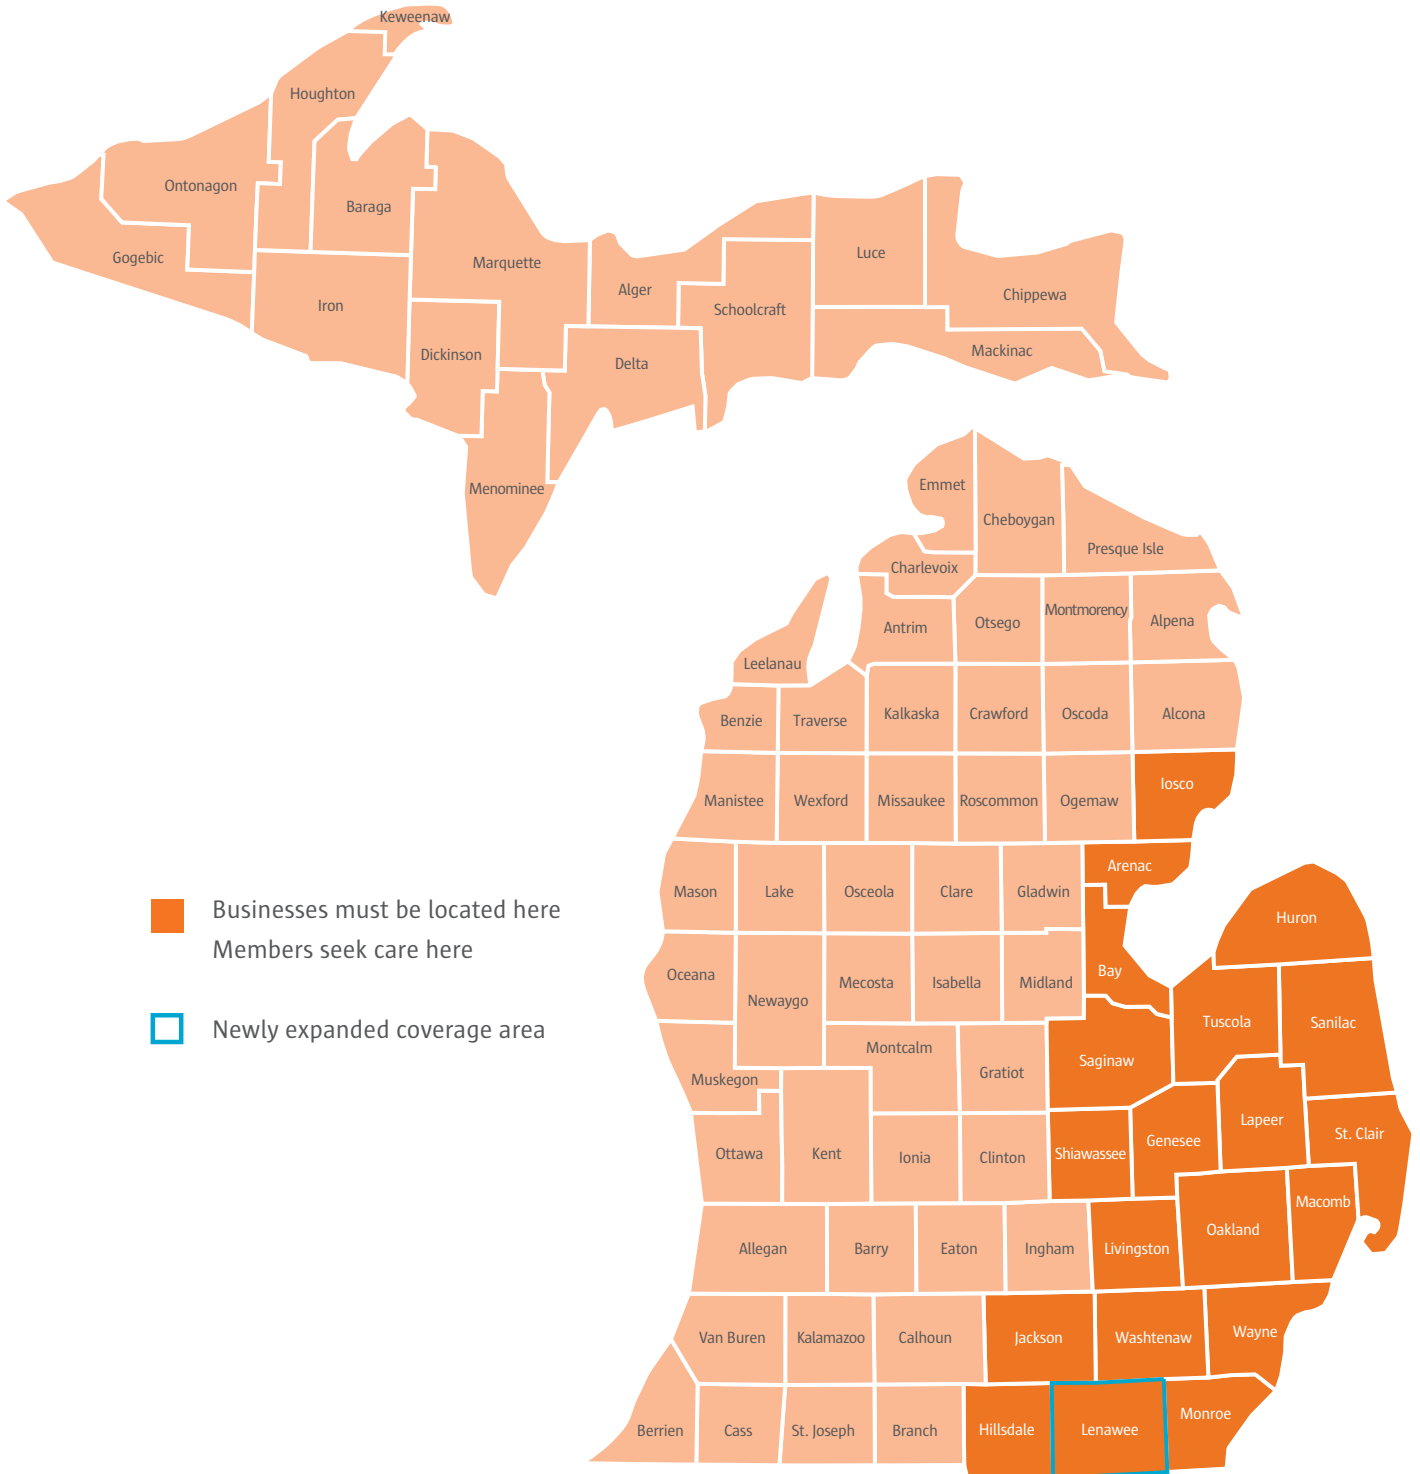 Keweenaw
Houghton
Ontonagon
Baraga
Gogebic
Marquette
Luce
Iron
Alger
Schoolcraft
Chippewa
Dickinson
Delta
Mackinac
Menominee
Emmet
Cheboygan
Presque Isle
Charlevoix
Antrim
Otsego
Montmorency
Alpena
Leelanau
Benzie
Traverse
Kalkaska
Crawford
Oscoda
Alcona
Manistee
Wexford
Missaukee
Roscommon
Ogemaw
Iosco
Mason
Lake
Osceola
Clare
Gladwin
Arenac
Huron
Businesses must be located here
Members seek care here
Newly expanded coverage area
Oceana
Newaygo
Mecosta
Isabella
Midland
Bay
Tuscola
Sanilac
Muskegon
Montcalm
Gratiot
Saginaw
Ottawa
Kent
Ionia
Clinton
Shiawassee
Genesee
Lapeer
St. Clair
Allegan
Barry
Eaton
Ingham
Livingston
Oakland
Macomb
Van Buren
Kalamazoo
Calhoun
Jackson
Washtenaw
Wayne
Berrien
Cass
St. Joseph
Branch
Hillsdale
Lenawee
Monroe